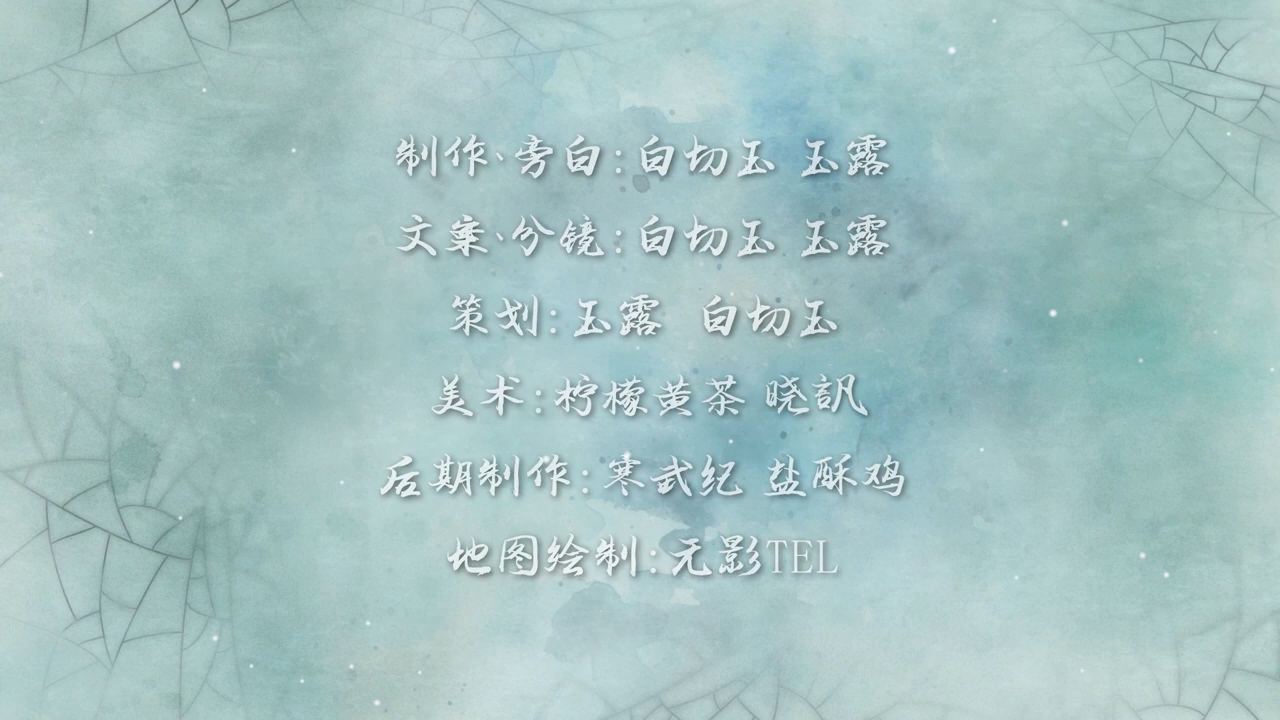 制作、旁白：白切玉 玉露
文案、分镜：白切玉 玉露
策划：玉露 白切玉
美术：柠檬黄茶 晓訊
后期制作：寒武纪 盐酥鸡
地图绘制：无影TEL